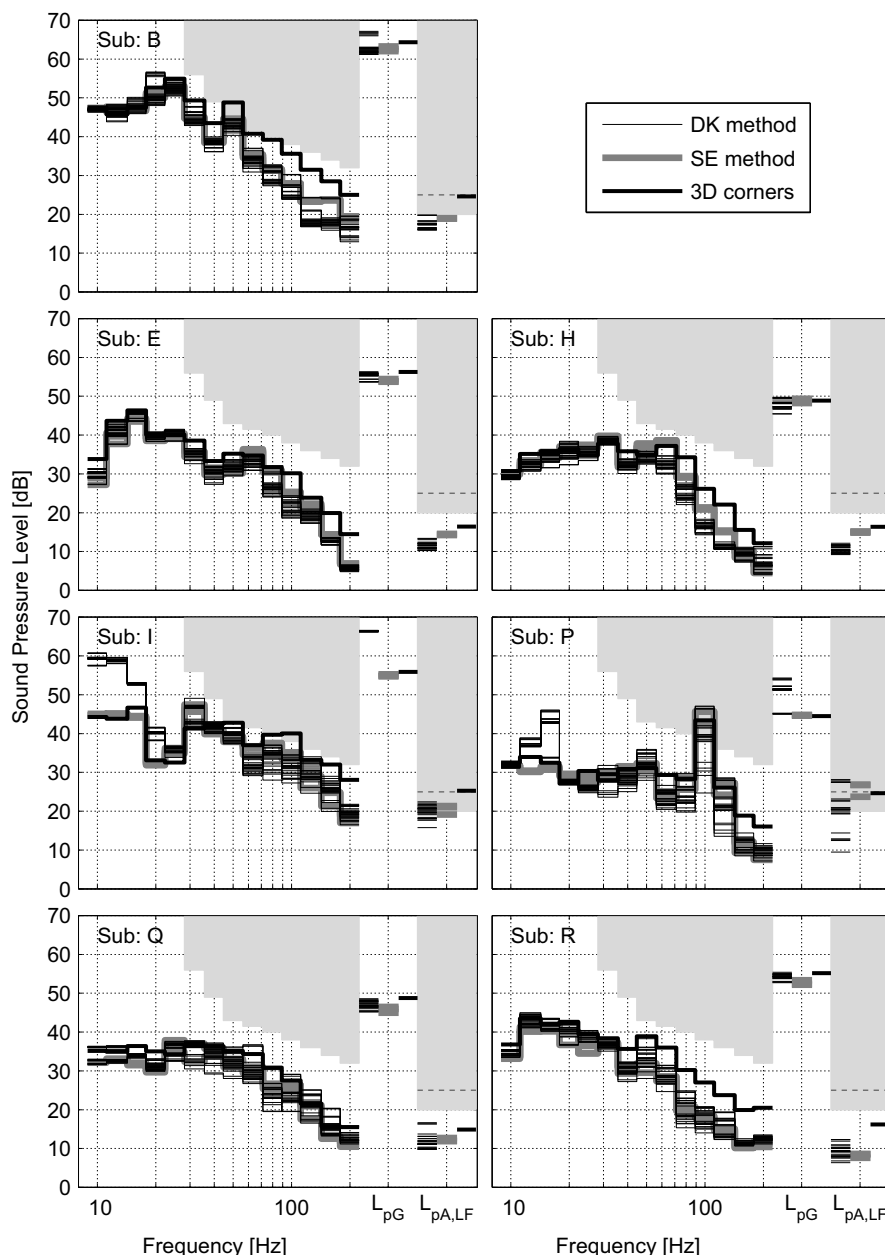 Sub: B
70
60
50
40
30
20
10
0
DK method
SE method
3D corners
Sub: E
70
60
50
40
30
20
10
0
Sub: H
Sound Pressure Level [dB]
Sub: I
70
60
50
40
30
20
10
0
Sub: P
Sub: Q
70
60
50
40
30
20
10
0
Sub: R
10 100 LpG LpA,LF
10 100 LpG LpA,LF
Frequency [Hz]
Frequency [Hz]